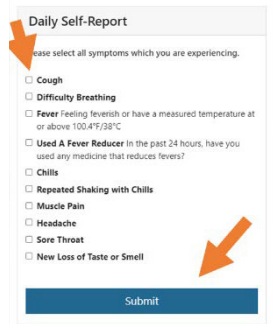 Daily Self-Report
ease select all symptoms which you are experiencing.
Cough
Difficulty Breathing
Fever Feeling feverish or have a measured temperature at
or above 100.4°F/38°C
Used A Fever Reducer In the past 24 hours, have you
used any medicine that reduces fevers?
Chills
Repeated Shaking with Chills
Muscle Pain
Headache
Sore Throat
New Loss of Taste or Smell
Submit